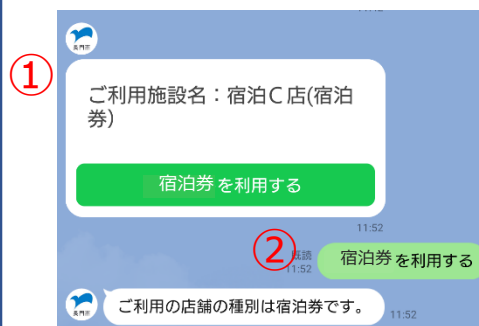 長門市
①
ご利用施設名：宿泊C店(宿泊
券)
宿泊券を利用する
11:52
②
既読
11:52
宿泊券を利用する
長門市
ご利用の店舗の種別は宿泊券です。
11:52